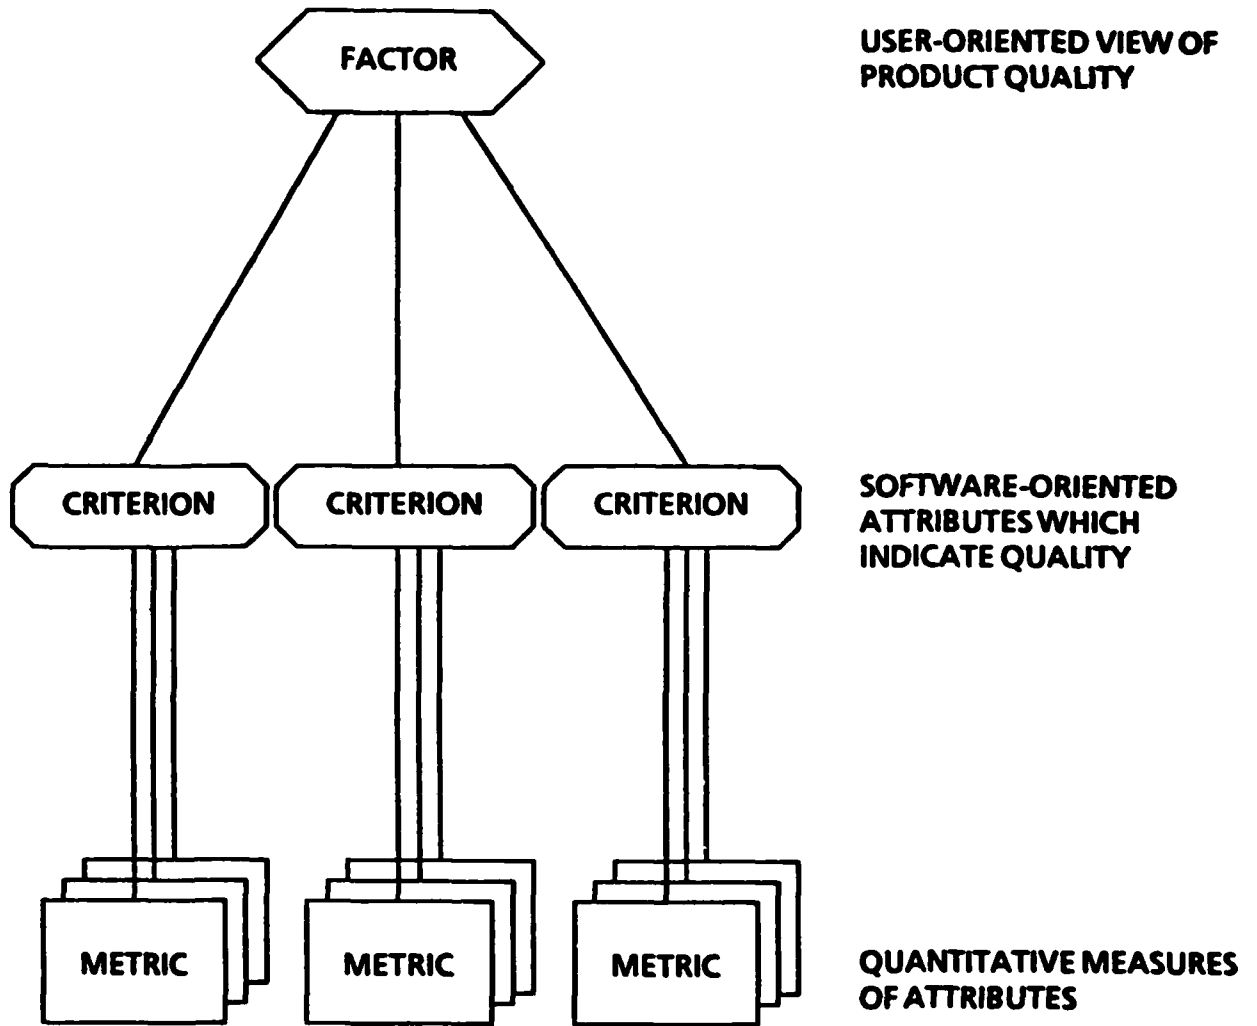 FACTOR
USER-ORIENTED VIEW OF
PRODUCT QUALITY
CRITERION
CRITERION
CRITERION
SOFTWARE-ORIENTED
ATTRIBUTES WHICH
INDICATE QUALITY
METRIC
METRIC
METRIC
QUANTITATIVE MEASURES
OF ATTRIBUTES